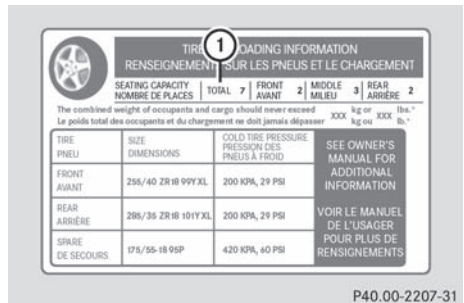 TIRE LOADING INFORMATION
1
RENSEIGNEMENTS SUR LES PNEUS ET LE CHARGEMENT
SEATING CAPACITY TOTAL 7 FRONT 2 MIDDLE 3 REAR 2
NOMBRE DE PLACES AVANT MILIEU ARRIÈRE
The combined weight of occupants and cargo should never exceed XXX kg or XXX lbs.*
Le poids total des occupants et du chargement ne doit jamais dépasser kg ou lb.*
TIRE SIZE COLD TIRE PRESSURE
PNEU DIMENSIONS PRESSION DES
PNEUS À FROID
SEE OWNER'S
MANUAL FOR
ADDITIONAL
INFORMATION
FRONT
AVANT 255/40 ZR18 99Y XL 200 KPA, 29 PSI
REAR
ARRIÈRE 285/35 ZR18 101Y XL 200 KPA, 29 PSI
SPARE
DE SECOURS 175/55-18 95P 420 KPA, 60 PSI
VOIR LE MANUEL
DE L'USAGER
POUR PLUS DE
RENSIGNEMENTS
P40.00-2207-31